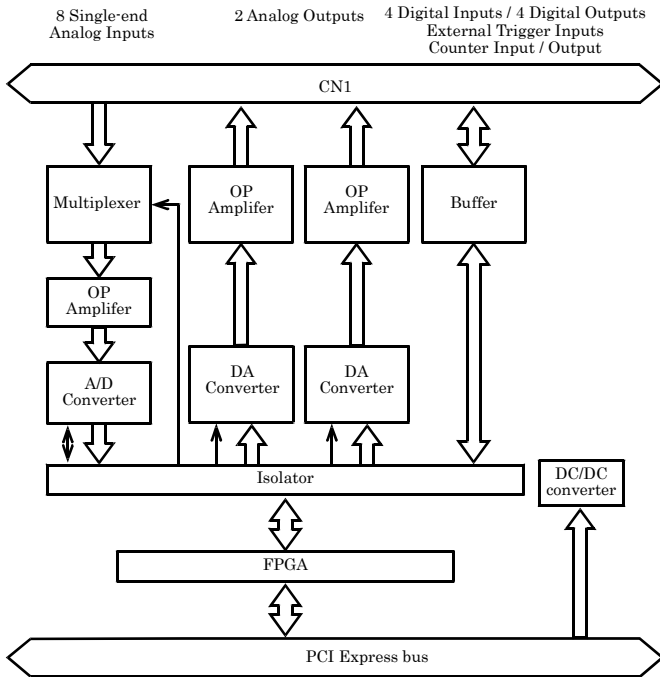 8 Single-end
Analog Inputs
2 Analog Outputs
4 Digital Inputs / 4 Digital Outputs
External Trigger Inputs
Counter Input / Output
CN1
Multiplexer
OP
Amplifer
OP
Amplifer
Buffer
OP
Amplifer
A/D
Converter
DA
Converter
DA
Converter
Isolator
DC/DC
converter
FPGA
PCI Express bus